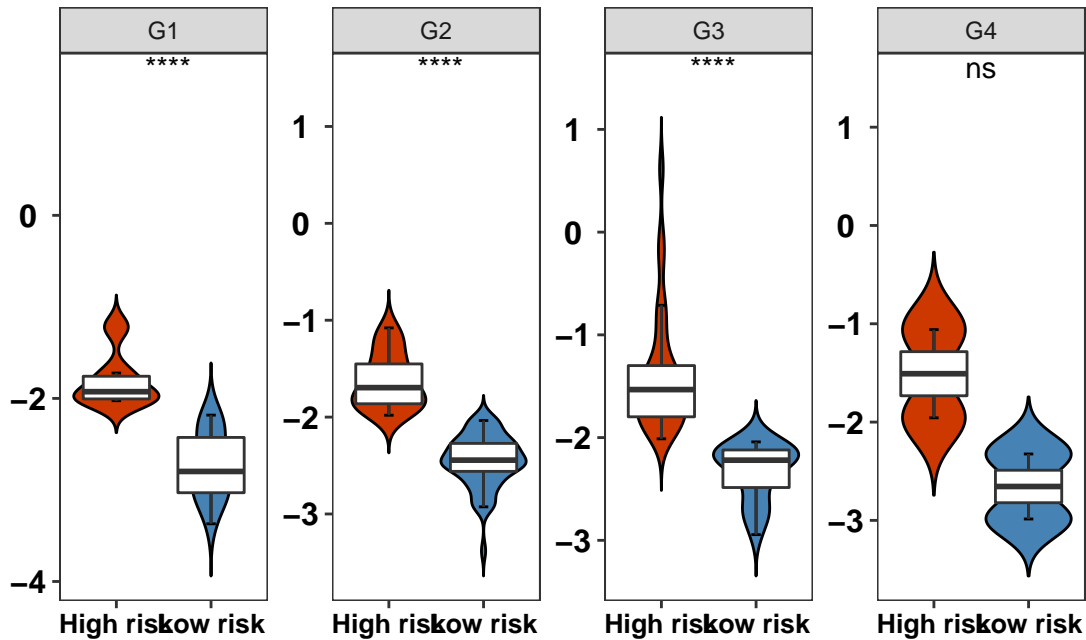 G1 G2 G3 G4
**** **** **** ns
0 −2 −4
1 0 −1 −2 −3
1 0 −1 −2 −3
1 0 −1 −2 −3
High risk Low risk High risk Low risk High risk Low risk High risk Low risk